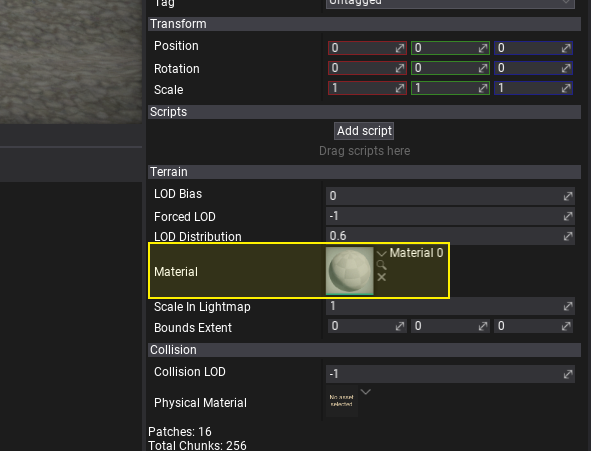 Tag Untagged
Transform
Position 0 0 0
Rotation 0 0 0
Scale 1 1 1
Scripts
Add script
Drag scripts here
Terrain
LOD Bias 0
Forced LOD -1
LOD Distribution 0.6
Material Material 0
Scale In Lightmap 1
Bounds Extent 0 0 0
Collision
Collision LOD -1
Physical Material No asset selected
Patches: 16
Total Chunks: 256